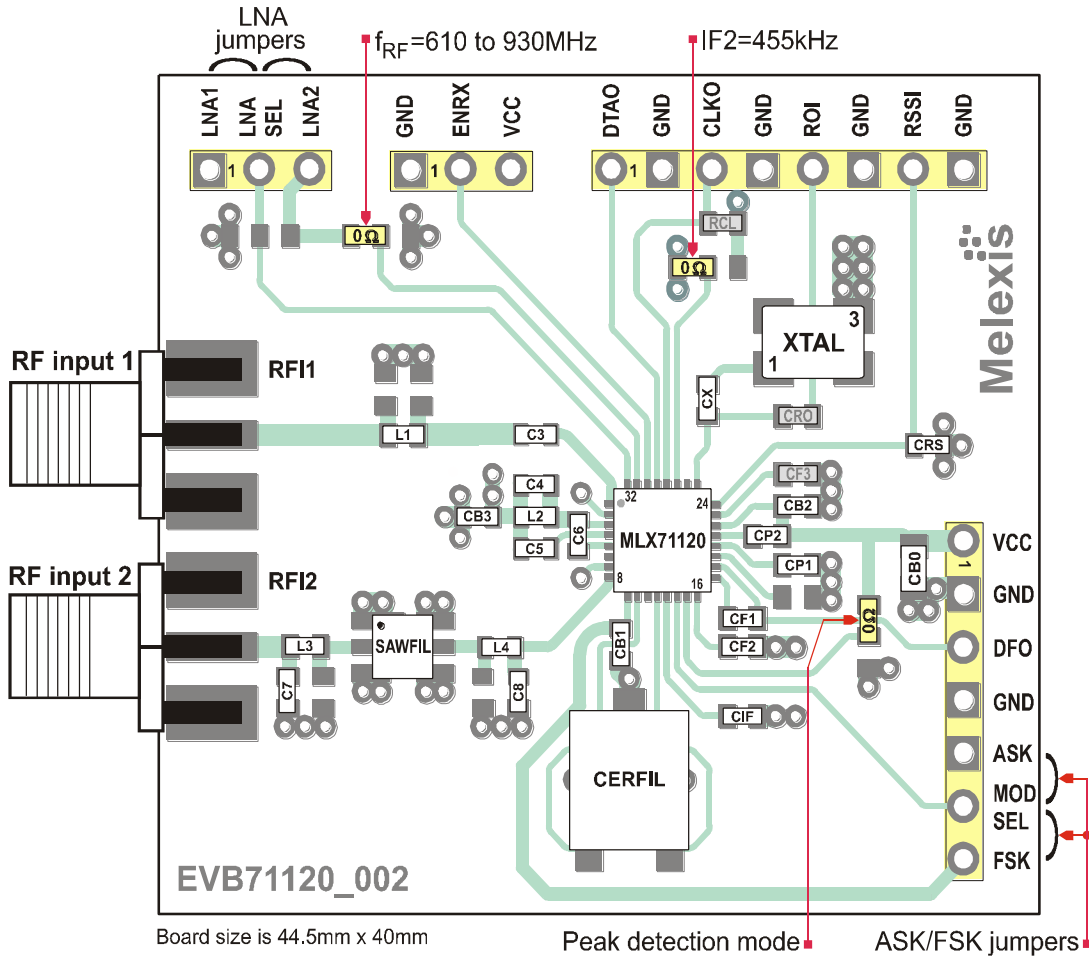 LNA
jumpers
fRF=610 to 930MHz
IF2=455kHz
LNA1
LNA
SEL
LNA2
GND
ENRX
VCC
DTAO
GND
CLKO
GND
ROI
GND
RSSI
GND
1
1
1
0Ω
RCL
0Ω
Melexis
3
XTAL
1
RF input 1
RFI1
CX
CRO
L1
C3
CRS
C4
CF3
32
24
CB3
L2
CB2
C6
MLX71120
CP2
VCC
C5
CB0
1
RF input 2
RFI2
8
16
CP1
GND
CF1
0Ω
L3
SAWFIL
L4
CB1
CF2
DFO
C7
C8
GND
CIF
ASK
CERFIL
MOD
SEL
FSK
EVB71120_002
Board size is 44.5mm x 40mm
Peak detection mode
ASK/FSK jumpers